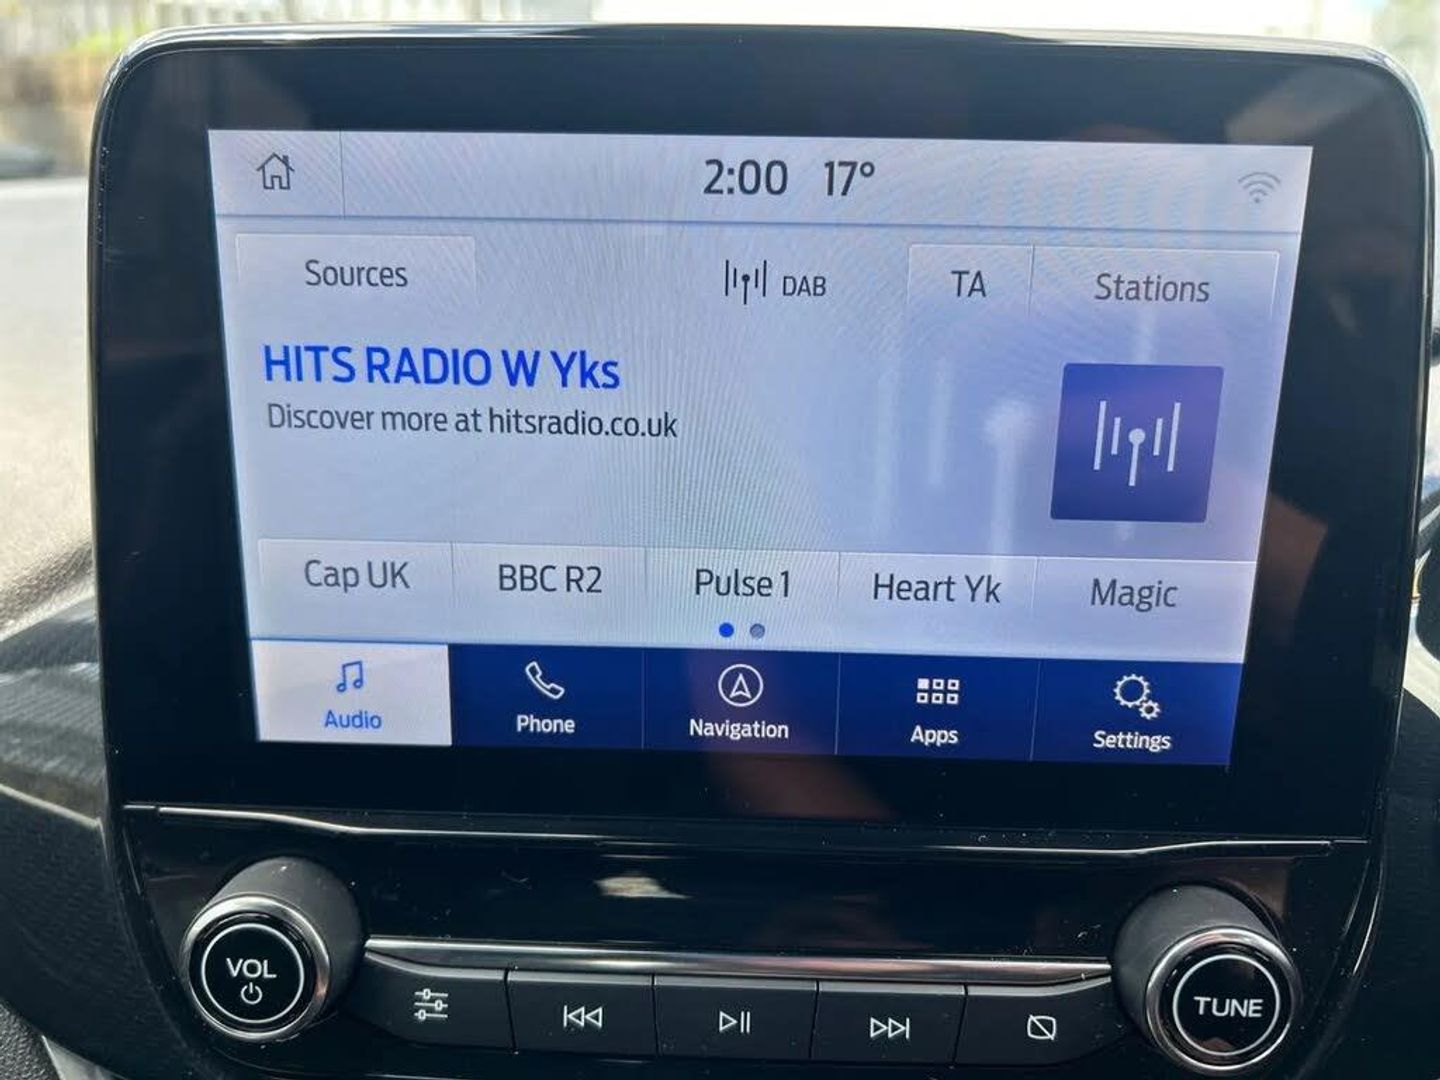 2:00 17°
Sources DAB TA Stations
HITS RADIO W Yks
Discover more at hitsradio.co.uk
Cap UK BBC R2 Pulse 1 Heart Yk Magic
Audio Phone Navigation Apps Settings
VOL TUNE